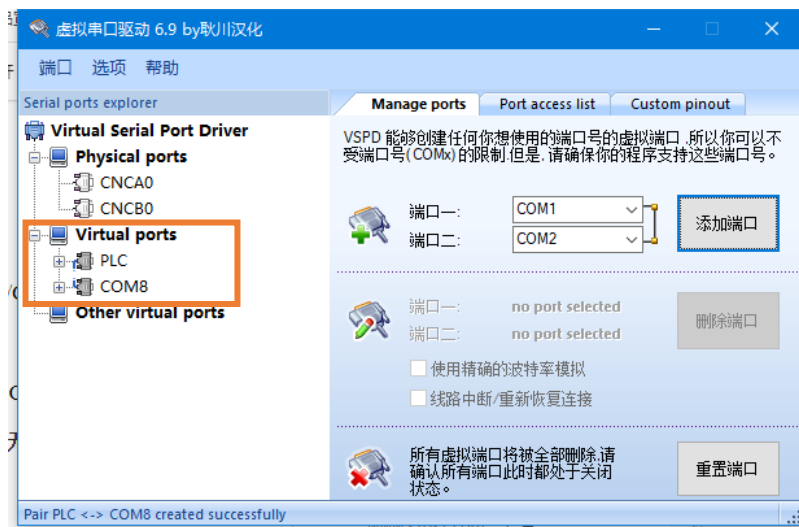 虚拟串口驱动 6.9 by耿川汉化
端口 选项 帮助
Serial ports explorer
Virtual Serial Port Driver
Physical ports
CNCA0
CNCB0
Virtual ports
PLC
COM8
Other virtual ports
Manage ports Port access list Custom pinout
VSPD 能够创建任何你想使用的端口号的虚拟端口 ,所以你可以不
受端口号(COMx)的限制.但是, 请确保你的程序支持这些端口号。
端口一: COM1
端口二: COM2
添加端口
端口一: no port selected
端口二: no port selected
删除端口
使用精确的波特率模拟
线路中断/重新恢复连接
所有虚拟端口将被全部删除.请
确认所有端口此时都处于关闭
状态。
重置端口
Pair PLC <-> COM8 created successfully